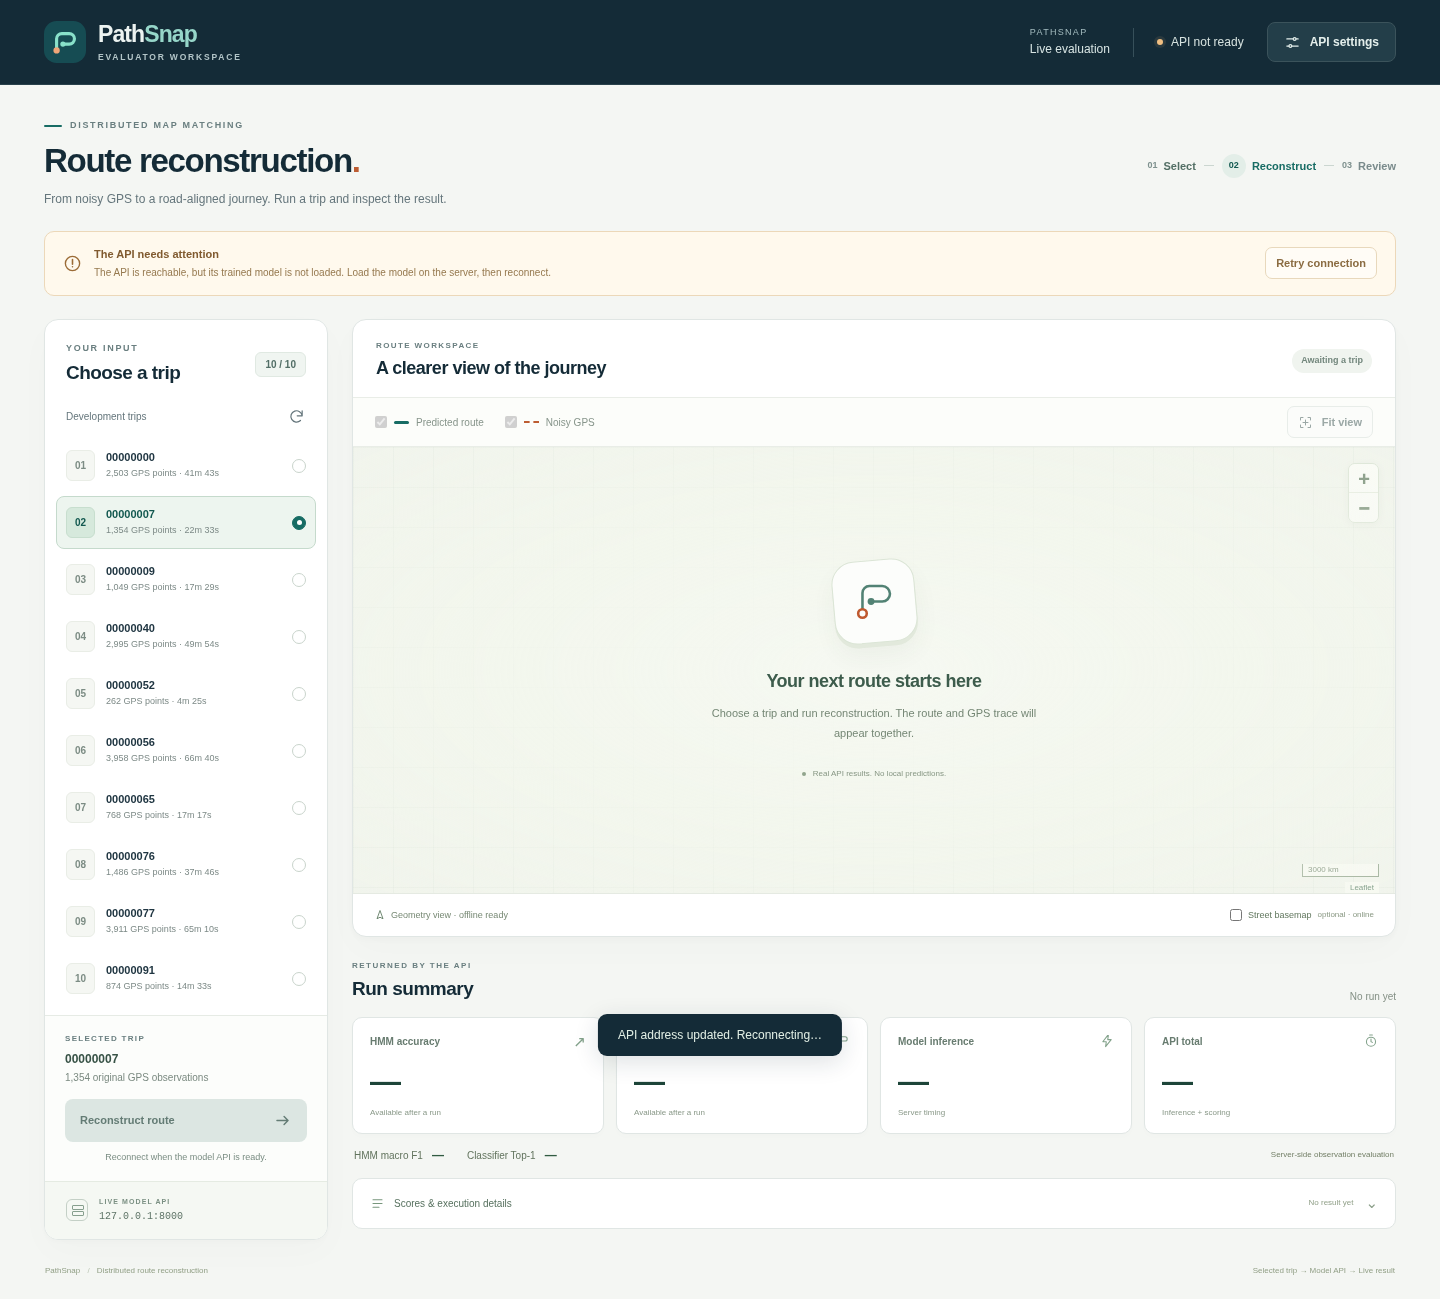 PathSnap
EVALUATOR WORKSPACE
PATHSNAP
Live evaluation
API not ready
API settings
DISTRIBUTED MAP MATCHING
Route reconstruction.
From noisy GPS to a road-aligned journey. Run a trip and inspect the result.
01 Select — 02 Reconstruct — 03 Review
The API needs attention
The API is reachable, but its trained model is not loaded. Load the model on the server, then reconnect.
Retry connection
YOUR INPUT
Choose a trip
10 / 10
Development trips
01
00000000
2,503 GPS points · 41m 43s
02
00000007
1,354 GPS points · 22m 33s
03
00000009
1,049 GPS points · 17m 29s
04
00000040
2,995 GPS points · 49m 54s
05
00000052
262 GPS points · 4m 25s
06
00000056
3,958 GPS points · 66m 40s
07
00000065
768 GPS points · 17m 17s
08
00000076
1,486 GPS points · 37m 46s
09
00000077
3,911 GPS points · 65m 10s
10
00000091
874 GPS points · 14m 33s
SELECTED TRIP
00000007
1,354 original GPS observations
Reconstruct route →
Reconnect when the model API is ready.
LIVE MODEL API
127.0.0.1:8000
ROUTE WORKSPACE
A clearer view of the journey
Awaiting a trip
Predicted route
Noisy GPS
Fit view
+
−
Your next route starts here
Choose a trip and run reconstruction. The route and GPS trace will
appear together.
Real API results. No local predictions.
3000 km
Leaflet
Geometry view · offline ready
Street basemap optional · online
RETURNED BY THE API
Run summary
No run yet
API address updated. Reconnecting…
HMM accuracy ↗
—
Available after a run
—
Available after a run
Model inference
—
Server timing
API total
—
Inference + scoring
HMM macro F1 —
Classifier Top-1 —
Server-side observation evaluation
Scores & execution details
No result yet
PathSnap / Distributed route reconstruction
Selected trip → Model API → Live result